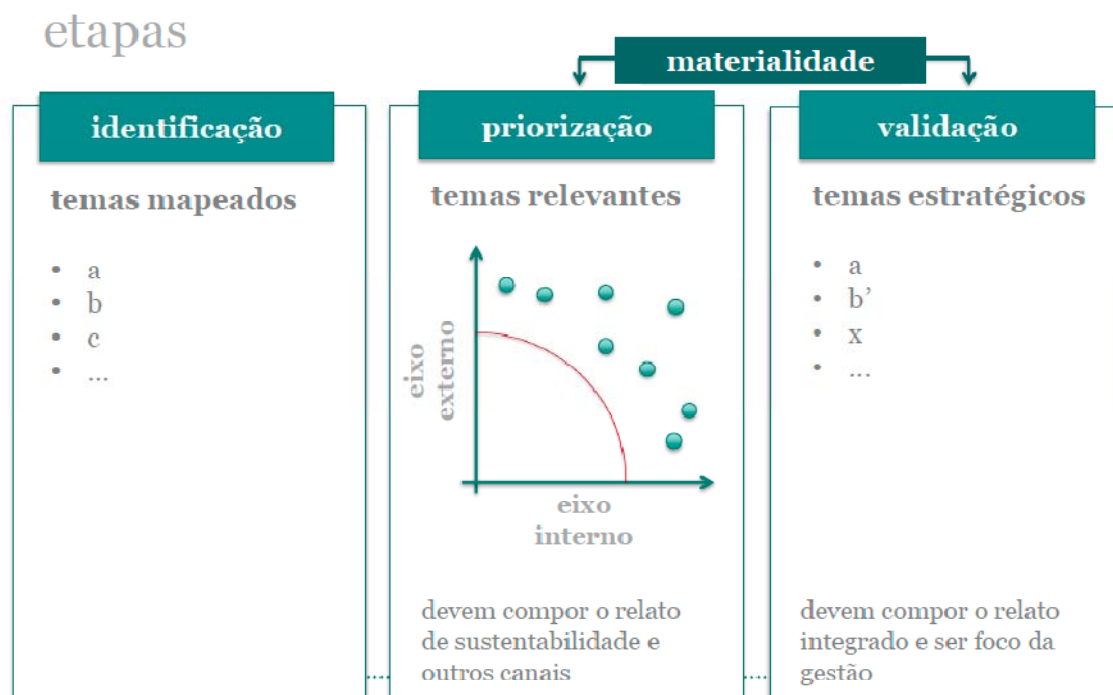 etapas
materialidade
identificação
temas mapeados
• a
• b
• c
• ...
priorização
temas relevantes
eixo
externo
eixo
interno
devem compor o relato
de sustentabilidade e
outros canais
validação
temas estratégicos
• a
• b’
• x
• ...
devem compor o relato
integrado e ser foco da
gestão